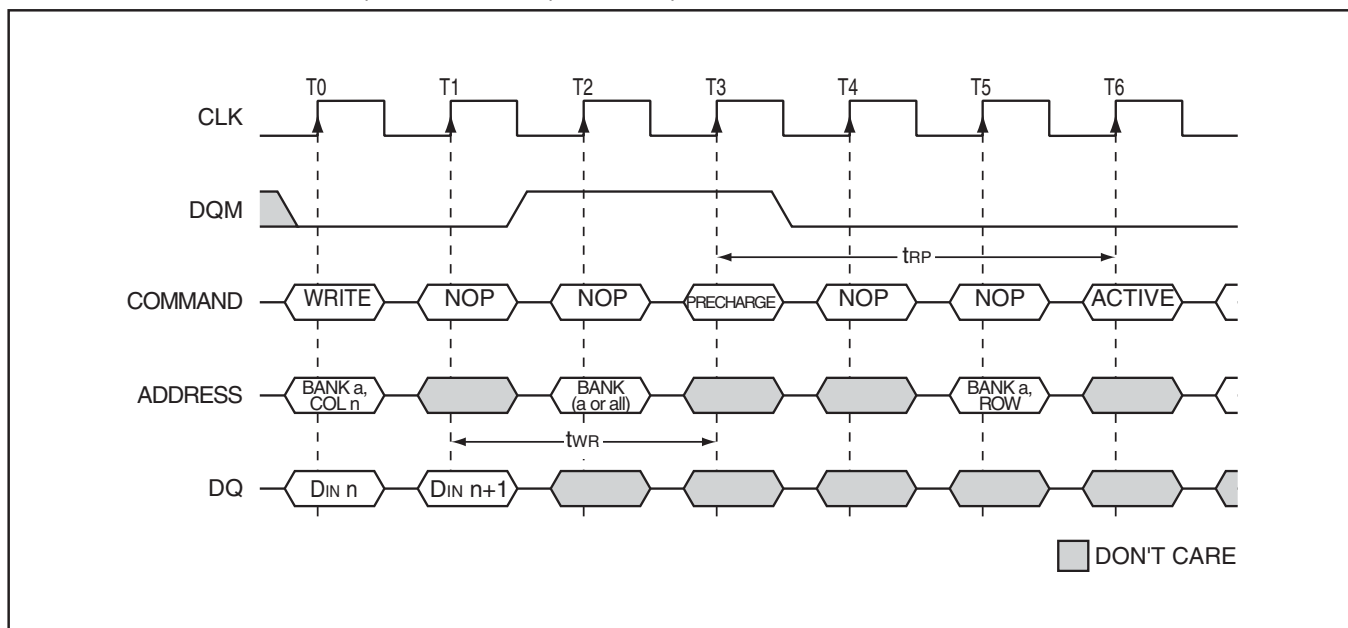 T0 T1 T2 T3 T4 T5 T6
CLK
DQM
tRP
COMMAND WRITE NOP NOP PRECHARGE NOP NOP ACTIVE
ADDRESS BANK a, COL n BANK (a or all) BANK a, ROW
tWR
DQ DIN n DIN n+1
DON'T CARE